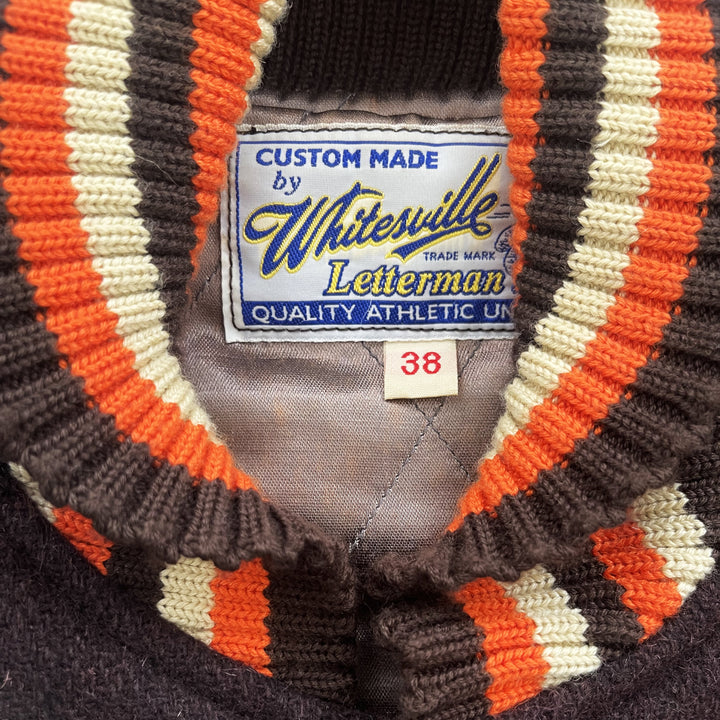 CUSTOM MADE
by
Whitesville
TRADE MARK
Letterman
QUALITY ATHLETIC UN
38